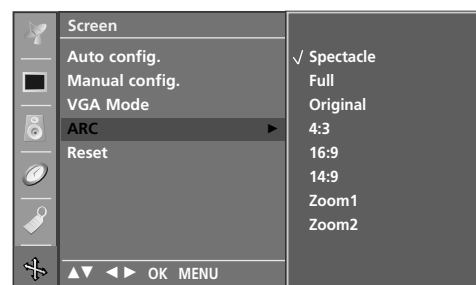 Screen
Auto config.
Manual config.
VGA Mode
ARC ►
Reset
▲▼ ◄► OK MENU
√ Spectacle
Full
Original
4:3
16:9
14:9
Zoom1
Zoom2